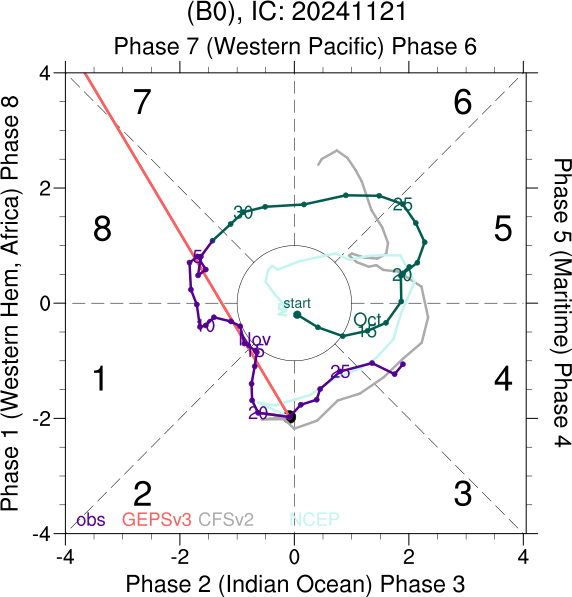 (B0), IC: 20241121
Phase 7 (Western Pacific) Phase 6
Phase 1 (Western Hem, Africa) Phase 8
Phase 5 (Maritime) Phase 4
4
2
0
-2
-4
7
6
8
5
1
4
2
3
30
25
5
20
start
Oct
15
10
Nov
15
25
20
obs
GEPSv3
CFSv2
NCEP
-4
-2
0
2
4
Phase 2 (Indian Ocean) Phase 3